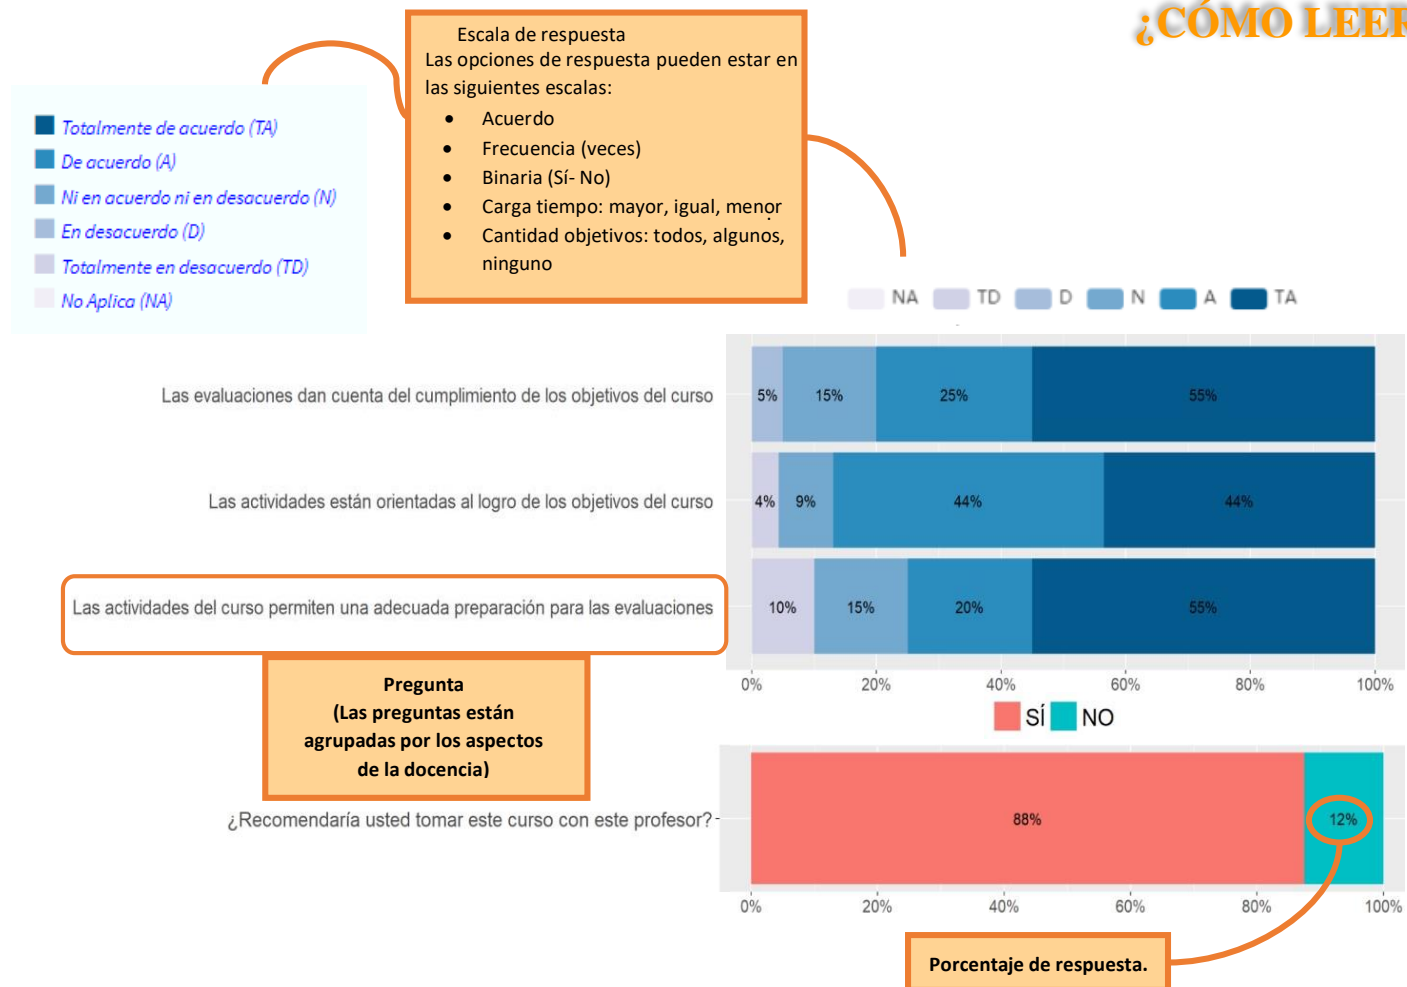 ¿CÓMO LEER
Escala de respuesta
Las opciones de respuesta pueden estar en
las siguientes escalas:
• Acuerdo
• Frecuencia (veces)
• Binaria (Sí- No)
• Carga tiempo: mayor, igual, menor
.
• Cantidad objetivos: todos, algunos,
ninguno
Totalmente de acuerdo (TA)
De acuerdo (A)
Ni en acuerdo ni en desacuerdo (N)
En desacuerdo (D)
Totalmente en desacuerdo (TD)
No Aplica (NA)
NA TD D N A TA
Las evaluaciones dan cuenta del cumplimiento de los objetivos del curso 5% 15% 25% 55%
Las actividades están orientadas al logro de los objetivos del curso 4% 9% 44% 44%
Las actividades del curso permiten una adecuada preparación para las evaluaciones 10% 15% 20% 55%
0% 20% 40% 60% 80% 100%
Pregunta
(Las preguntas están
agrupadas por los aspectos
de la docencia)
SÍ NO
¿Recomendaría usted tomar este curso con este profesor? 88% 12%
0% 20% 40% 60% 80% 100%
Porcentaje de respuesta.